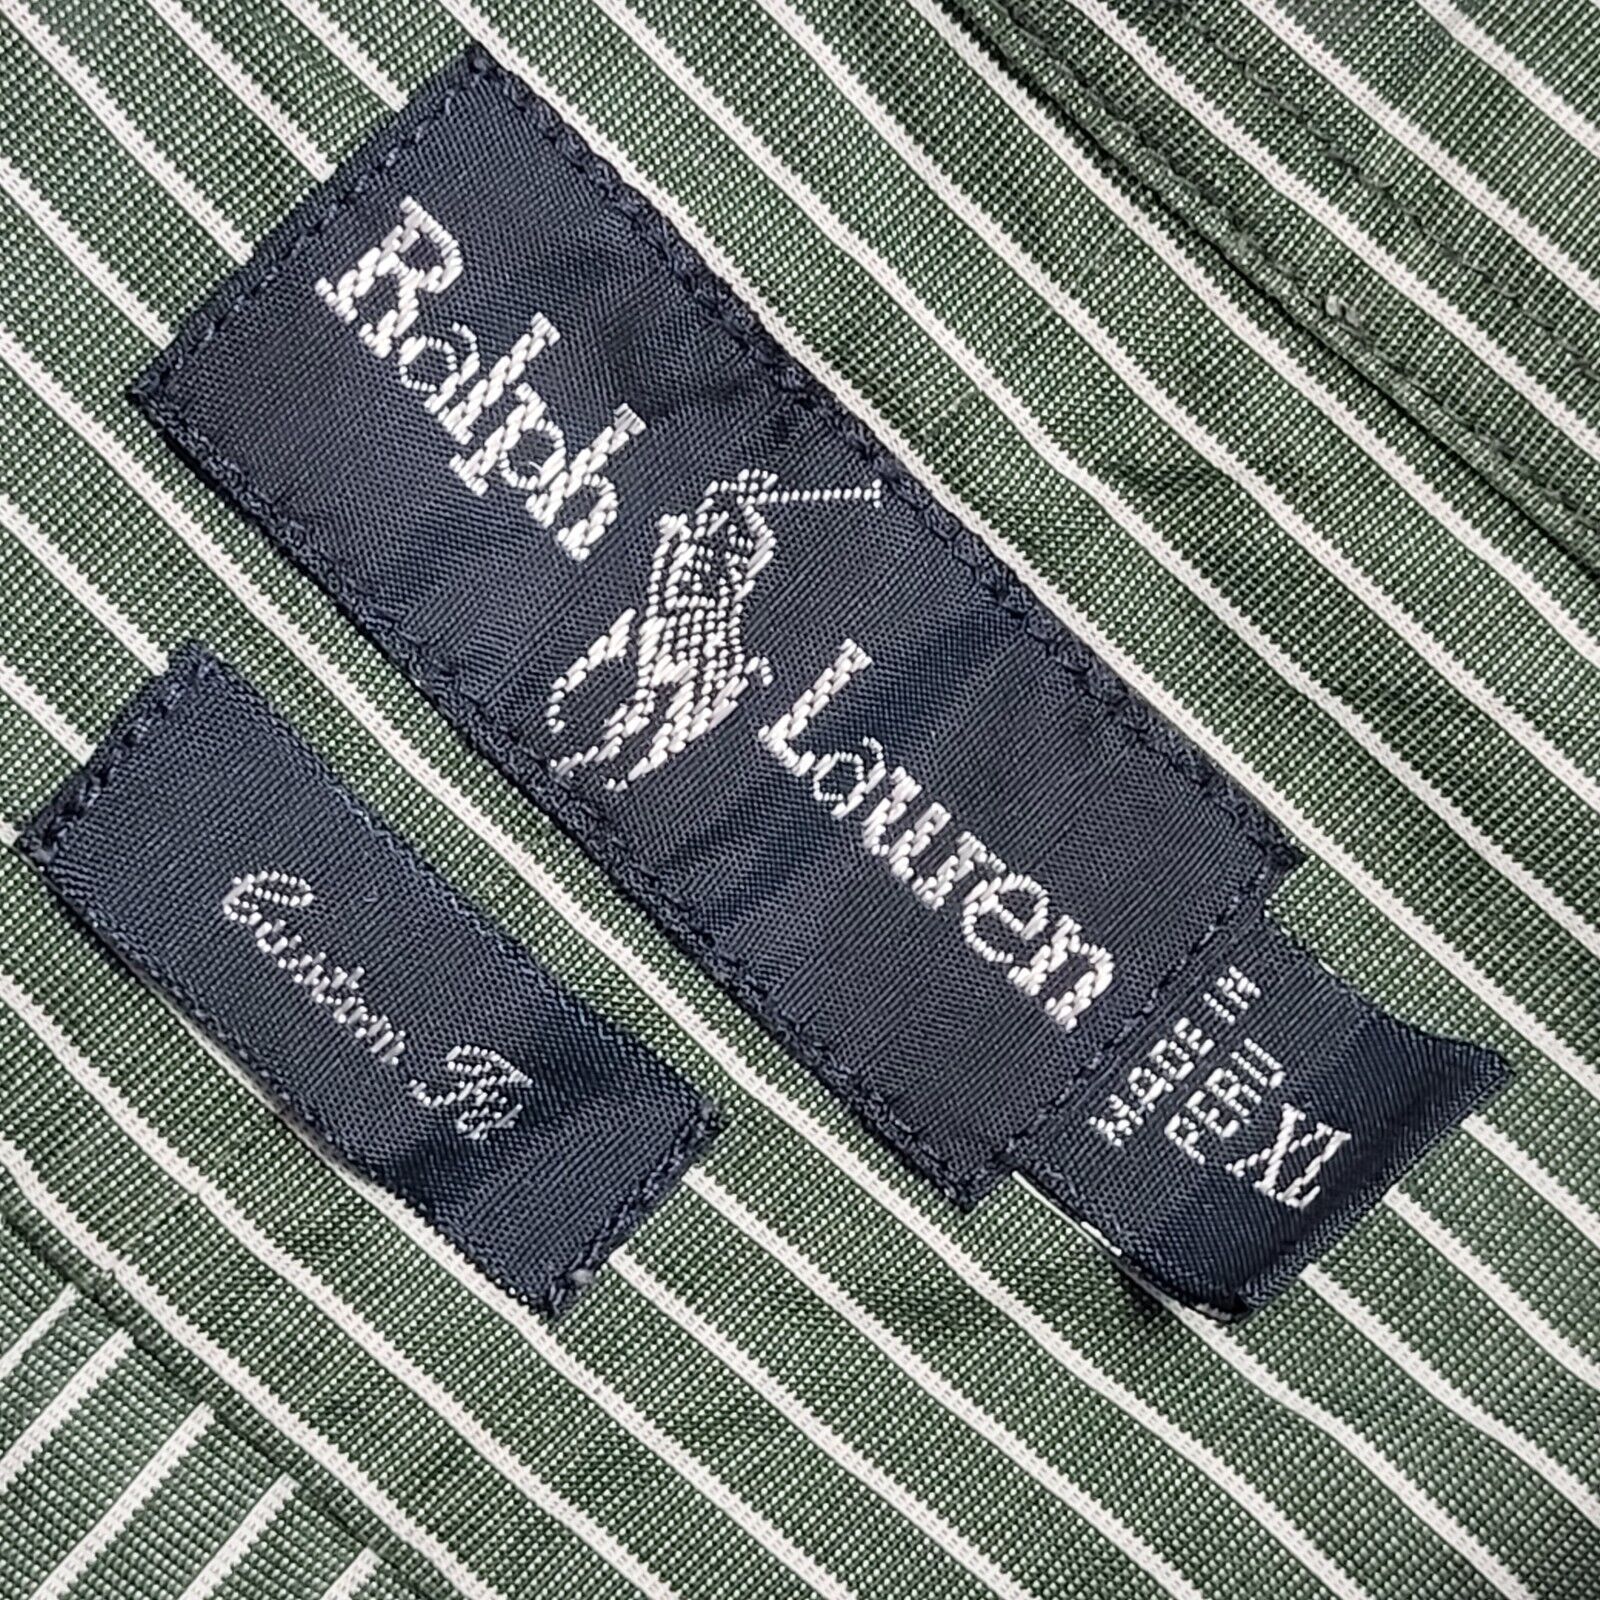 Ralph Lauren
MADE IN
PERU
XL
Custom Fit